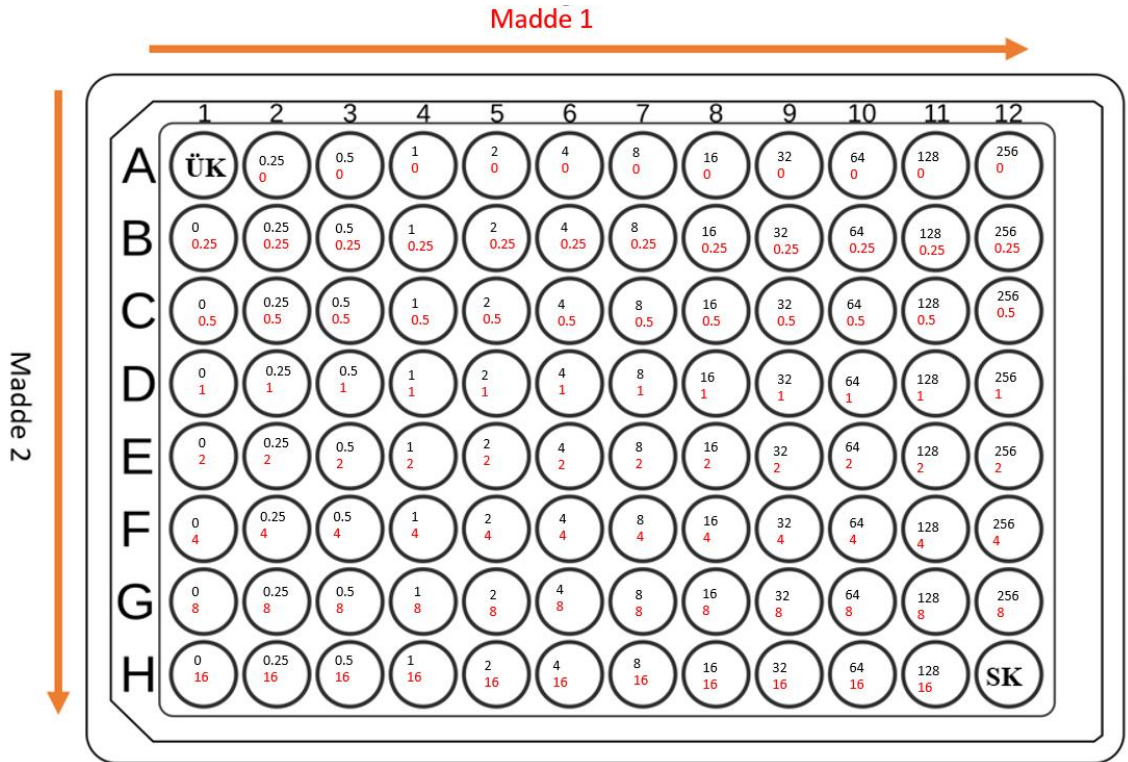 Madde 1
Madde 2
1 2 3 4 5 6 7 8 9 10 11 12
A
ÜK 0.25 0.5 1 2 4 8 16 32 64 128 256
0 0 0 0 0 0 0 0 0 0 0
B
0 0.25 0.5 1 2 4 8 16 32 64 128 256
0.25 0.25 0.25 0.25 0.25 0.25 0.25 0.25 0.25 0.25 0.25 0.25
C
0 0.25 0.5 1 2 4 8 16 32 64 128 256
0.5 0.5 0.5 0.5 0.5 0.5 0.5 0.5 0.5 0.5 0.5 0.5
D
0 0.25 0.5 1 2 4 8 16 32 64 128 256
1 1 1 1 1 1 1 1 1 1 1 1
E
0 0.25 0.5 1 2 4 8 16 32 64 128 256
2 2 2 2 2 2 2 2 2 2 2 2
F
0 0.25 0.5 1 2 4 8 16 32 64 128 256
4 4 4 4 4 4 4 4 4 4 4 4
G
0 0.25 0.5 1 2 4 8 16 32 64 128 256
8 8 8 8 8 8 8 8 8 8 8 8
H
0 0.25 0.5 1 2 4 8 16 32 64 128 SK
16 16 16 16 16 16 16 16 16 16 16